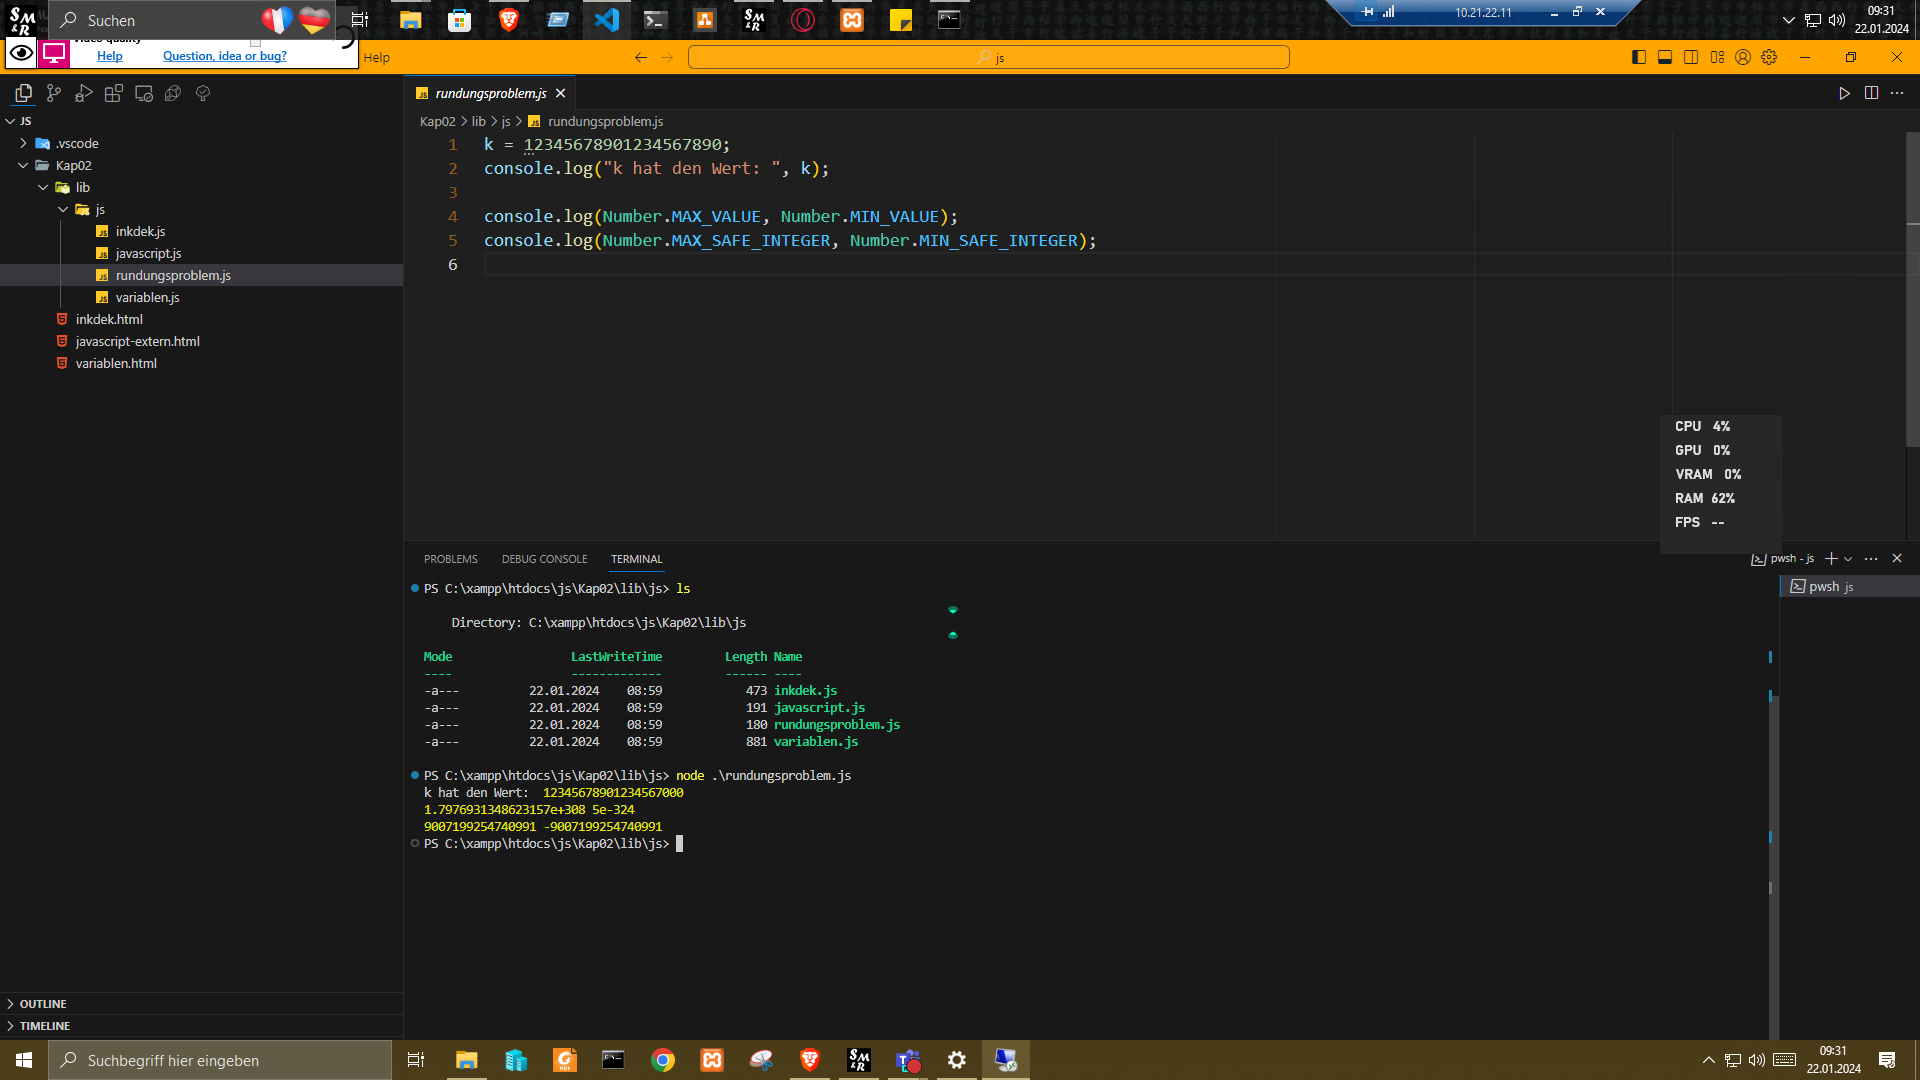 SM&R
Suchen
10.21.22.11
09:31
22.01.2024
Help
Question, idea or bug?
Help
js
rundungsproblem.js
JS
.vscode
Kap02
lib
js
inkdek.js
javascript.js
rundungsproblem.js
variablen.js
inkdek.html
javascript-extern.html
variablen.html
Kap02 > lib > js > rundungsproblem.js
1 k = 12345678901234567890;
2 console.log("k hat den Wert: ", k);
3
4 console.log(Number.MAX_VALUE, Number.MIN_VALUE);
5 console.log(Number.MAX_SAFE_INTEGER, Number.MIN_SAFE_INTEGER);
6
CPU 4%
GPU 0%
VRAM 0%
RAM 62%
FPS --
PROBLEMS DEBUG CONSOLE TERMINAL
pwsh - js
pwsh js
PS C:\xampp\htdocs\js\Kap02\lib\js> ls
Directory: C:\xampp\htdocs\js\Kap02\lib\js
Mode LastWriteTime Length Name
---- ------------- ------ ----
-a--- 22.01.2024 08:59 473 inkdek.js
-a--- 22.01.2024 08:59 191 javascript.js
-a--- 22.01.2024 08:59 180 rundungsproblem.js
-a--- 22.01.2024 08:59 881 variablen.js
PS C:\xampp\htdocs\js\Kap02\lib\js> node .\rundungsproblem.js
k hat den Wert:  12345678901234567000
1.7976931348623157e+308 5e-324
9007199254740991 -9007199254740991
PS C:\xampp\htdocs\js\Kap02\lib\js>
OUTLINE
TIMELINE
Suchbegriff hier eingeben
09:31
22.01.2024